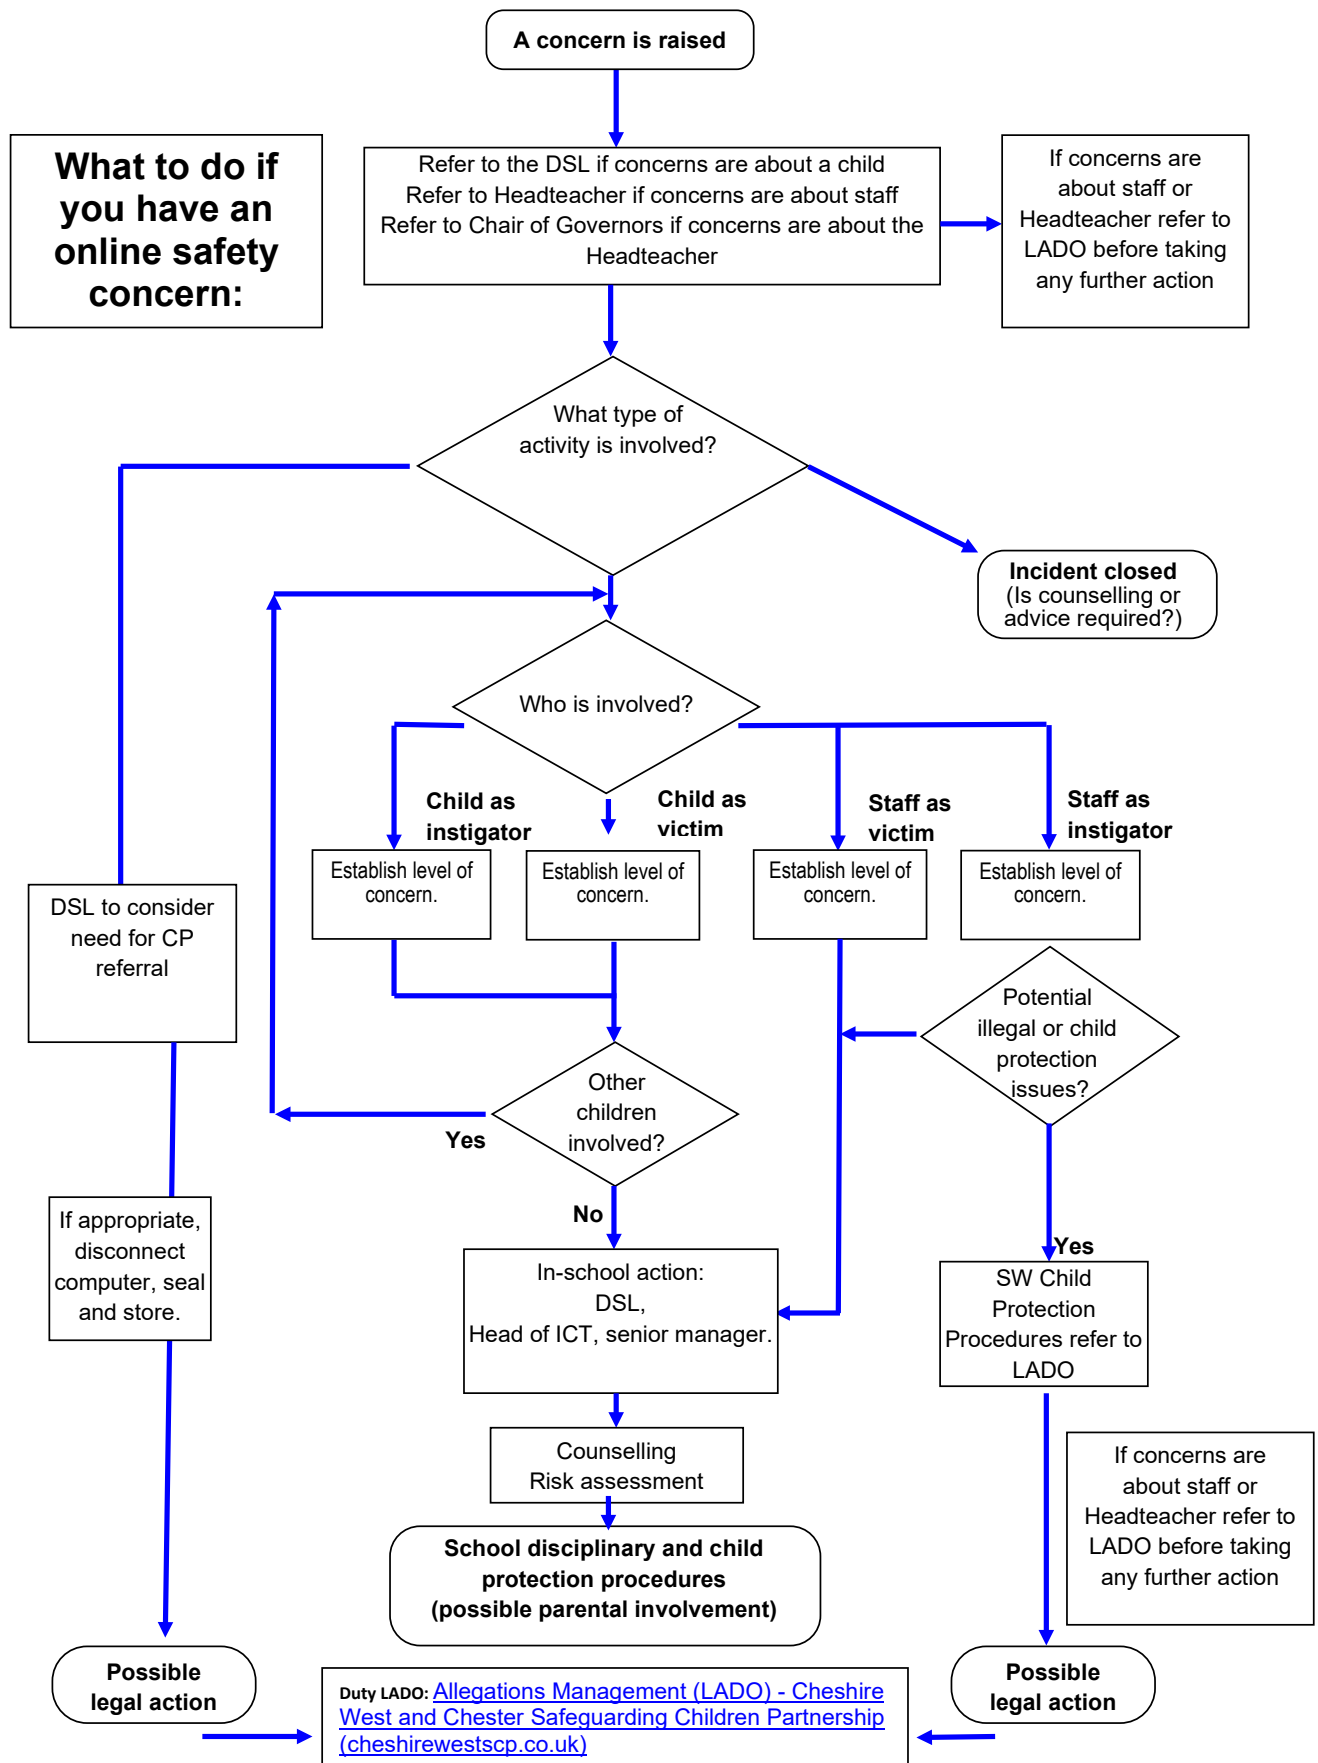 A concern is raised
What to do if
you have an
online safety
concern:
Refer to the DSL if concerns are about a child
Refer to Headteacher if concerns are about staff
Refer to Chair of Governors if concerns are about the
Headteacher
If concerns are
about staff or
Headteacher refer to
LADO before taking
any further action
What type of
activity is involved?
Incident closed
(Is counselling or
advice required?)
Who is involved?
Child as
instigator
Child as
victim
Staff as
victim
Staff as
instigator
Establish level of
concern.
Establish level of
concern.
Establish level of
concern.
Establish level of
concern.
DSL to consider
need for CP
referral
Potential
illegal or child
protection
issues?
Other
children
involved?
Yes
No
If appropriate,
disconnect
computer, seal
and store.
In-school action:
DSL,
Head of ICT, senior manager.
Yes
SW Child
Protection
Procedures refer to
LADO
Counselling
Risk assessment
If concerns are
about staff or
Headteacher refer to
LADO before taking
any further action
School disciplinary and child
protection procedures
(possible parental involvement)
Possible
legal action
Possible
legal action
Duty LADO: Allegations Management (LADO) - Cheshire
West and Chester Safeguarding Children Partnership
(cheshirewestscp.co.uk)